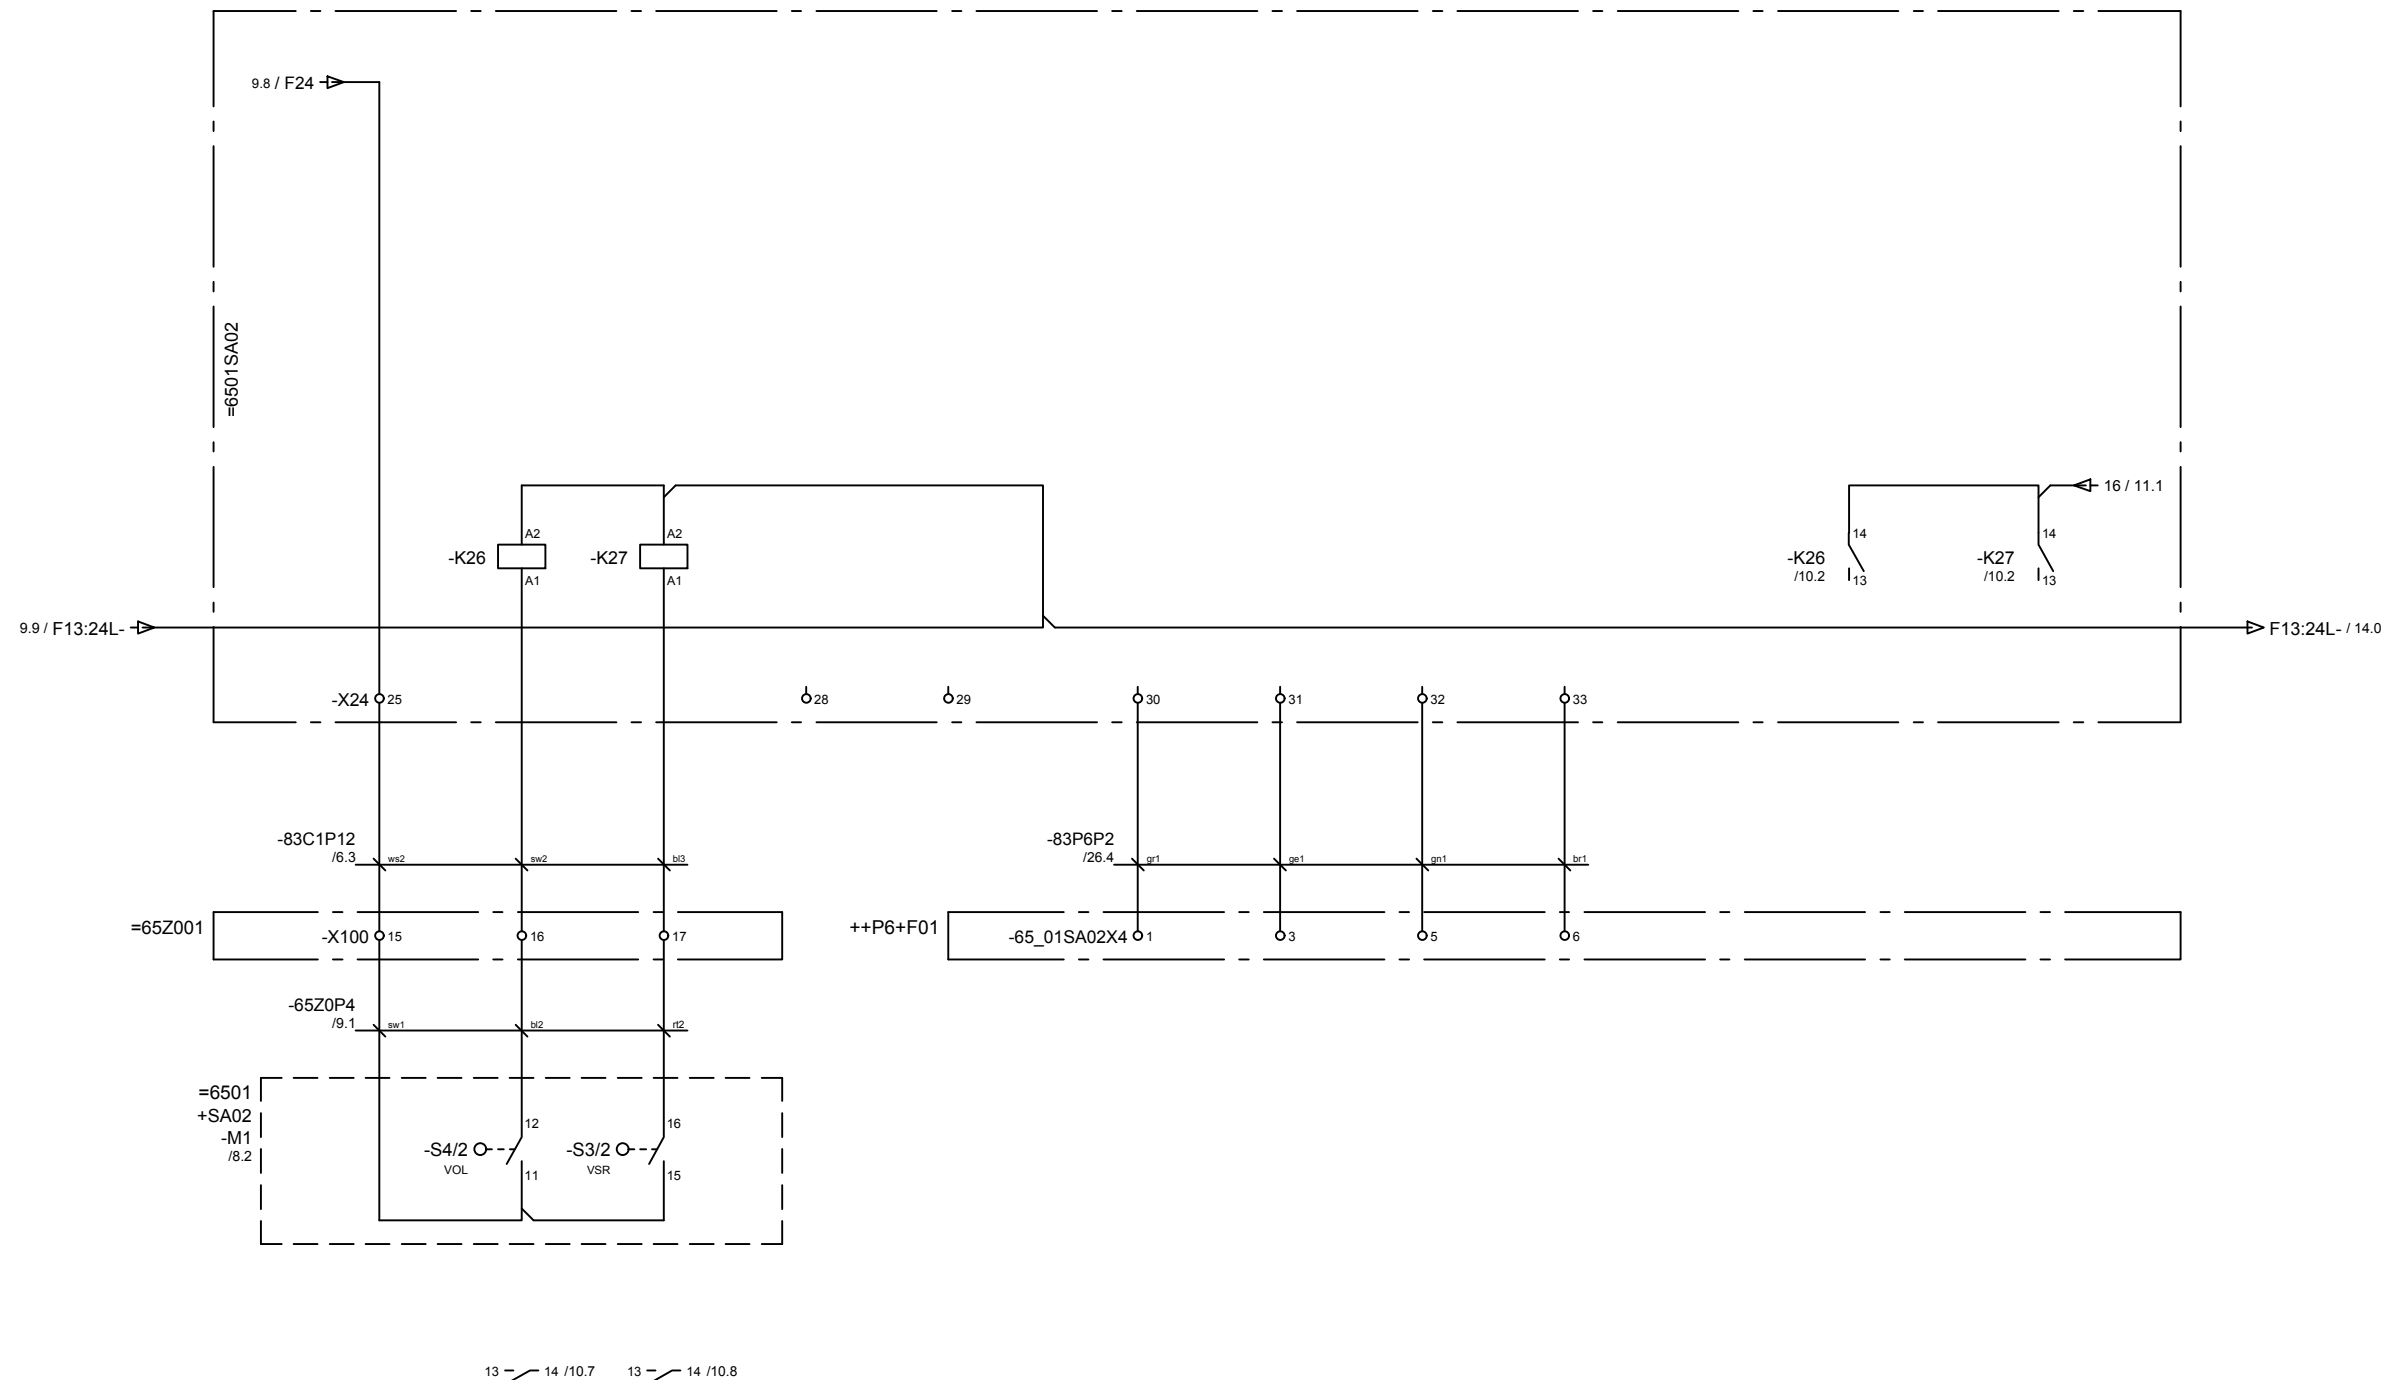 9.8 / F24
=6501SA02
16 / 11.1
A2 A2 14 14
-K26 -K27 -K26 -K27
/10.2 /10.2
A1 A1 13 13
9.9 / F13:24L- F13:24L- / 14.0
-X24 25 28 29 30 31 32 33
-83C1P12 -83P6P2
/6.3 ws2 sw2 bl3 /26.4 gr1 ge1 gn1 br1
=65Z001 ++P6+F01
-X100 15 16 17 -65_01SA02X4 1 3 5 6
-65Z0P4
/9.1 sw1 bl2 rt2
=6501
+SA02 12 16
-M1
/8.2 -S4/2 -S3/2
VOL VSR
11 15
13 14 /10.7 13 14 /10.8